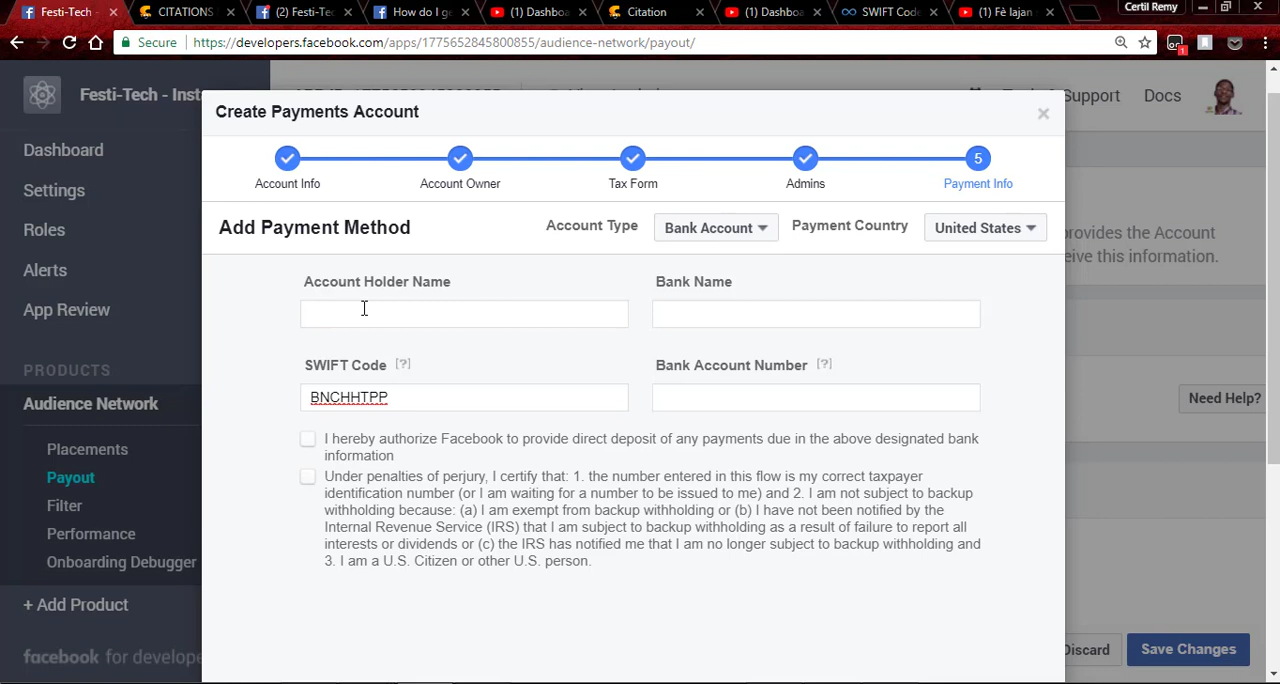 Festi-Tech
CITATIONS
(2) Festi-Tec
How do I ge
(1) Dashboa
Citation
(1) Dashboa
SWIFT Code
(1) Fè lajan
Certil Remy
Secure
https://developers.facebook.com/apps/1775652845800855/audience-network/payout/
1
Festi-Tech - Inst
Support
Docs
Dashboard
Settings
Roles
Alerts
App Review
PRODUCTS
Audience Network
Placements
Payout
Filter
Performance
Onboarding Debugger
+ Add Product
facebook for develope
Create Payments Account
×
Account Info
Account Owner
Tax Form
Admins
5
Payment Info
Add Payment Method
Account Type
Bank Account
Payment Country
United States
Account Holder Name
Bank Name
SWIFT Code [?]
Bank Account Number [?]
BNCHHTPP
I hereby authorize Facebook to provide direct deposit of any payments due in the above designated bank
information
Under penalties of perjury, I certify that: 1. the number entered in this flow is my correct taxpayer
identification number (or I am waiting for a number to be issued to me) and 2. I am not subject to backup
withholding because: (a) I am exempt from backup withholding or (b) I have not been notified by the
Internal Revenue Service (IRS) that I am subject to backup withholding as a result of failure to report all
interests or dividends or (c) the IRS has notified me that I am no longer subject to backup withholding and
3. I am a U.S. Citizen or other U.S. person.
provides the Account
eive this information.
Need Help?
Discard
Save Changes